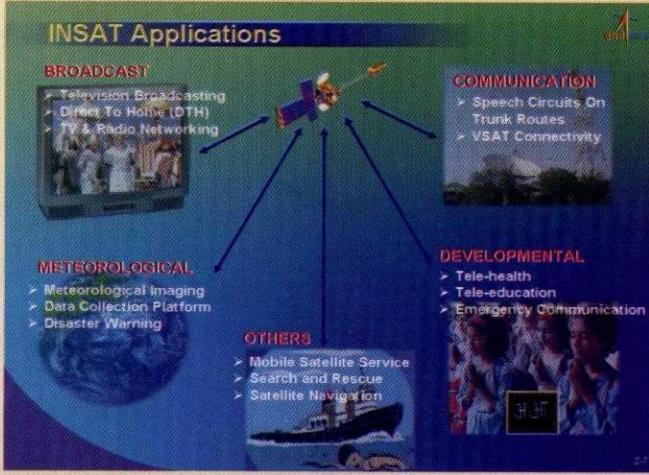 INSAT Applications
BROADCAST
➢ Television Broadcasting
➢ Direct To Home (DTH)
➢ TV & Radio Networking
COMMUNICATION
➢ Speech Circuits On
Trunk Routes
➢ VSAT Connectivity
METEOROLOGICAL
➢ Meteorological Imaging
➢ Data Collection Platform
➢ Disaster Warning
DEVELOPMENTAL
➢ Tele-health
➢ Tele-education
➢ Emergency Communication
OTHERS
➢ Mobile Satellite Service
➢ Search and Rescue
➢ Satellite Navigation
अ आ